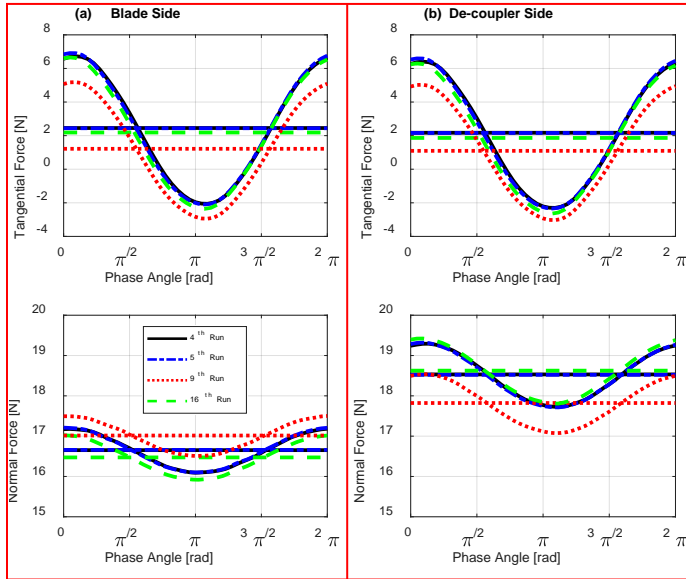 (a) Blade Side
8
6
4
2
0
-2
-4
Tangential Force [N]
0 π/2 π 3 π/2 2 π
Phase Angle [rad]
20
19
18
17
16
15
Normal Force [N]
4 th Run
5 th Run
9 th Run
16 th Run
0 π/2 π 3 π/2 2 π
Phase Angle [rad]
(b) De-coupler Side
8
6
4
2
0
-2
-4
Tangential Force [N]
0 π/2 π 3 π/2 2 π
Phase Angle [rad]
20
19
18
17
16
15
Normal Force [N]
0 π/2 π 3 π/2 2 π
Phase Angle [rad]